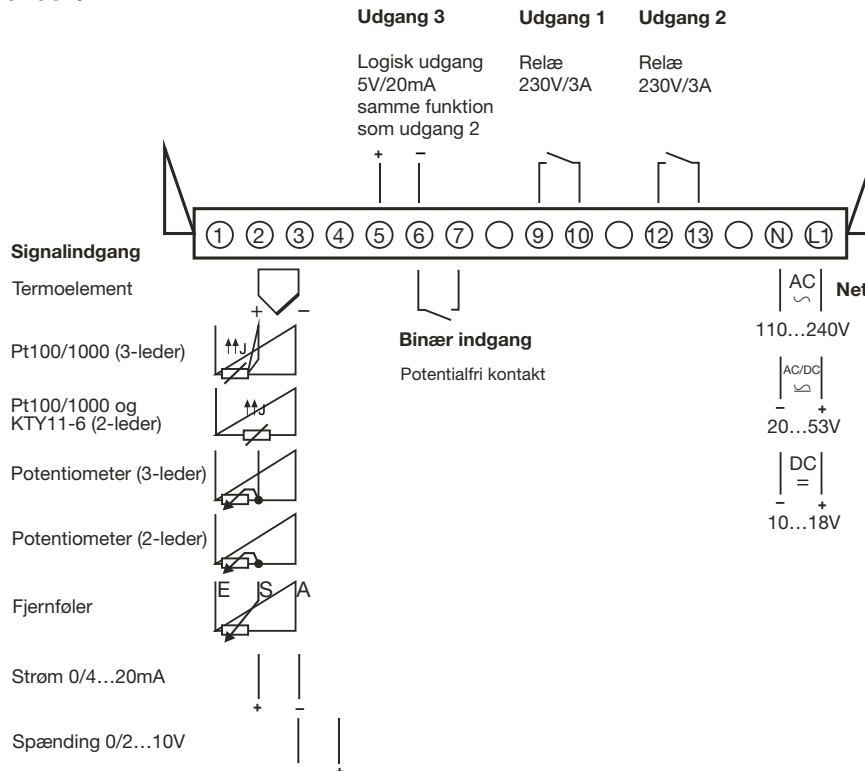 Udgang 3
Udgang 1
Udgang 2
Logisk udgang
5V/20mA
samme funktion
som udgang 2
Relæ
230V/3A
Relæ
230V/3A
+ −
1 2 3 4 5 6 7 9 10 12 13 N L1
Signalindgang
Termoelement
+ −
Pt100/1000 (3-leder)
J
Pt100/1000 og
KTY11-6 (2-leder)
J
Potentiometer (3-leder)
Potentiometer (2-leder)
Fjernføler
E S A
Strøm 0/4...20mA
+ −
Spænding 0/2...10V
+
Binær indgang
Potentialfri kontakt
AC
110...240V
AC/DC
− +
20...53V
DC
=
− +
10...18V